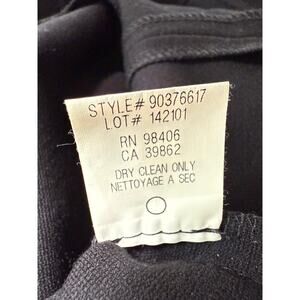 STYLE# 90376617
LOT# 142101
RN 98406
CA 39862
DRY CLEAN ONLY
NETTOYAGE A SEC